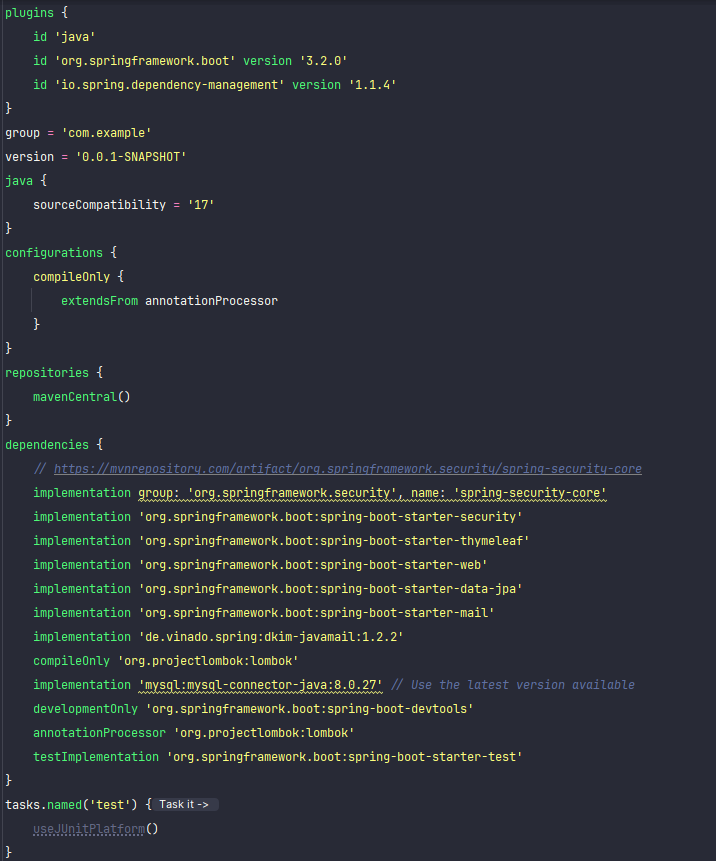 plugins {
    id 'java'
    id 'org.springframework.boot' version '3.2.0'
    id 'io.spring.dependency-management' version '1.1.4'
}
group = 'com.example'
version = '0.0.1-SNAPSHOT'
java {
    sourceCompatibility = '17'
}
configurations {
    compileOnly {
        extendsFrom annotationProcessor
    }
}
repositories {
    mavenCentral()
}
dependencies {
    // https://mvnrepository.com/artifact/org.springframework.security/spring-security-core
    implementation group: 'org.springframework.security', name: 'spring-security-core'
    implementation 'org.springframework.boot:spring-boot-starter-security'
    implementation 'org.springframework.boot:spring-boot-starter-thymeleaf'
    implementation 'org.springframework.boot:spring-boot-starter-web'
    implementation 'org.springframework.boot:spring-boot-starter-data-jpa'
    implementation 'org.springframework.boot:spring-boot-starter-mail'
    implementation 'de.vinado.spring:dkim-javamail:1.2.2'
    compileOnly 'org.projectlombok:lombok'
    implementation 'mysql:mysql-connector-java:8.0.27' // Use the latest version available
    developmentOnly 'org.springframework.boot:spring-boot-devtools'
    annotationProcessor 'org.projectlombok:lombok'
    testImplementation 'org.springframework.boot:spring-boot-starter-test'
}
tasks.named('test') { Task it ->
    useJUnitPlatform()
}